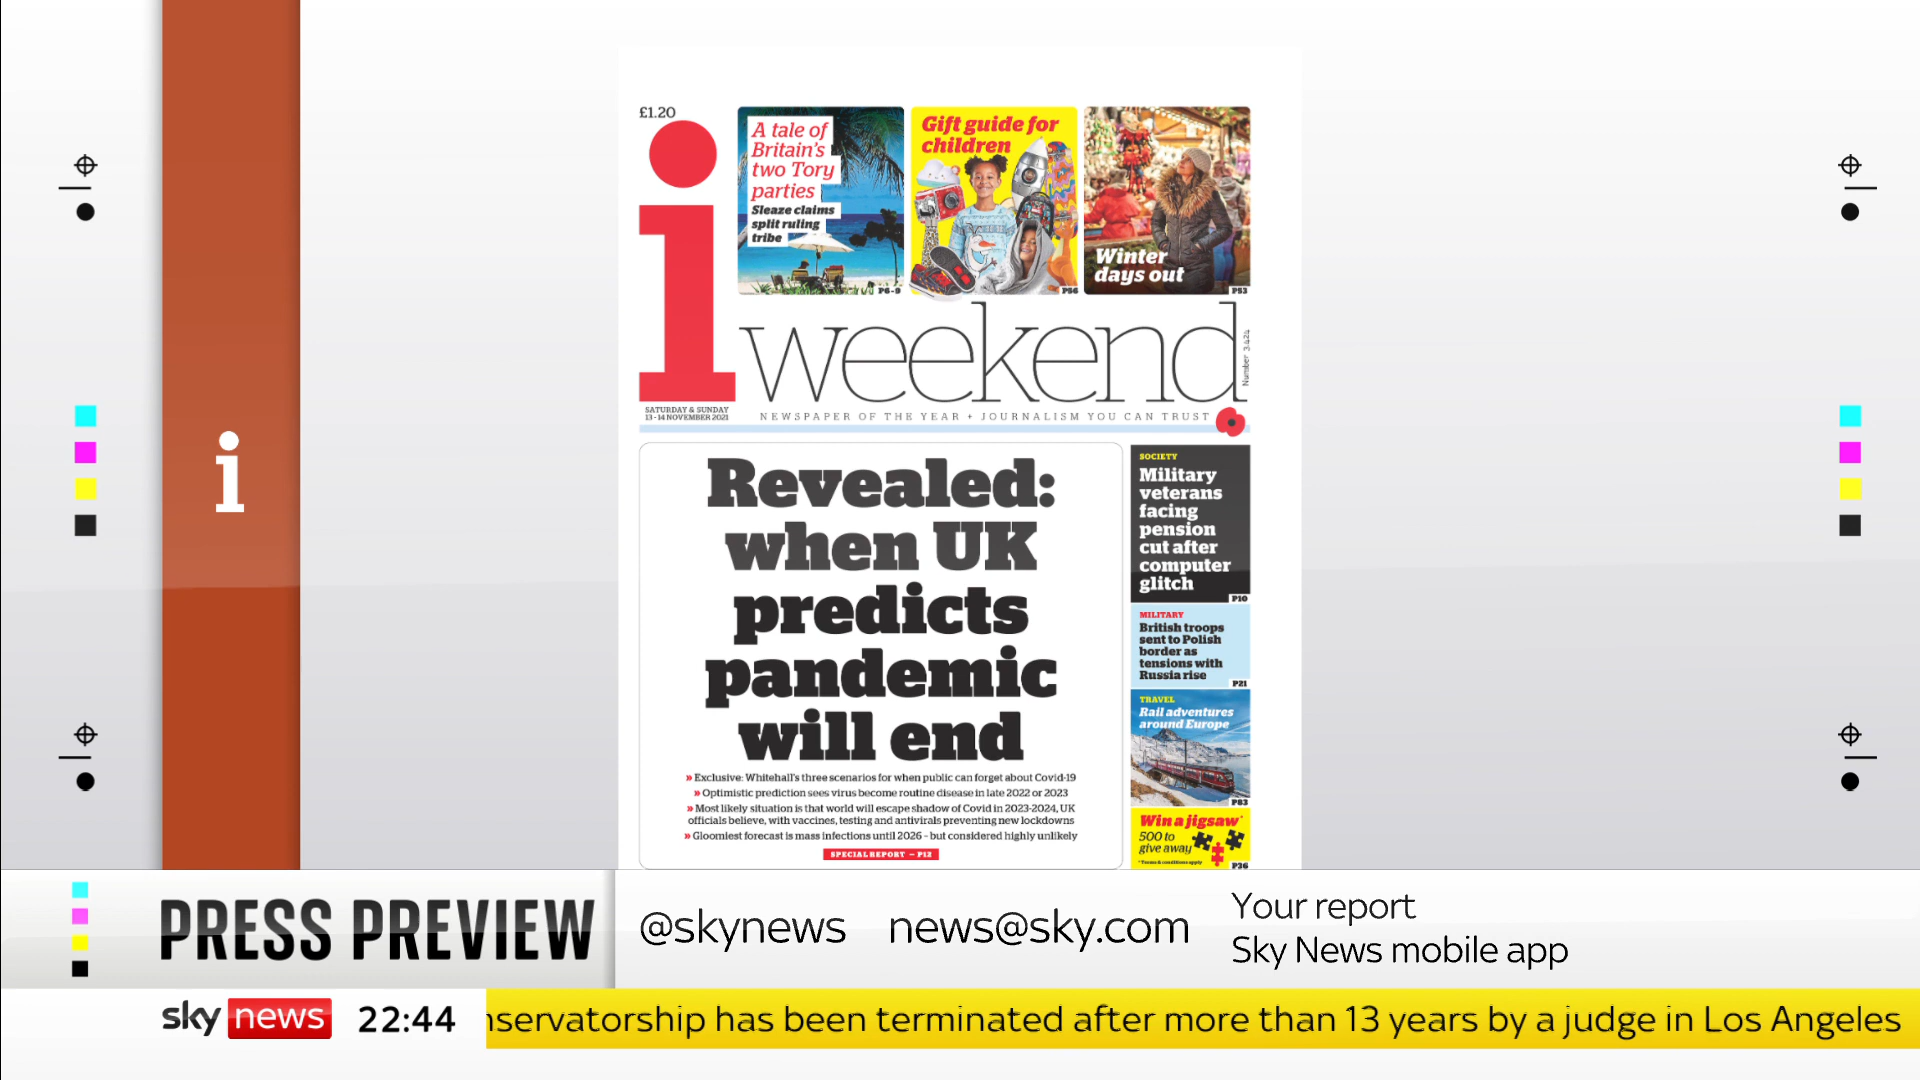 £1.20
A tale of
Britain's
two Tory
parties
Sleaze claims
split ruling
tribe
P6-9
Gift guide for
children
P56
Winter
days out
P53
i
weekend
Number 3,424
SATURDAY & SUNDAY
13-14 NOVEMBER 2021
NEWSPAPER OF THE YEAR + JOURNALISM YOU CAN TRUST
i
Revealed:
when UK
predicts
pandemic
will end
» Exclusive: Whitehall's three scenarios for when public can forget about Covid-19
» Optimistic prediction sees virus become routine disease in late 2022 or 2023
» Most likely situation is that world will escape shadow of Covid in 2023-2024, UK
officials believe, with vaccines, testing and antivirals preventing new lockdowns
» Gloomiest forecast is mass infections until 2026 - but considered highly unlikely
SPECIAL REPORT – P12
SOCIETY
Military
veterans
facing
pension
cut after
computer
glitch
P10
MILITARY
British troops
sent to Polish
border as
tensions with
Russia rise
P21
TRAVEL
Rail adventures
around Europe
P83
Win a jigsaw*
500 to
give away
*Terms & conditions apply
P36
PRESS PREVIEW
@skynews news@sky.com
Your report
Sky News mobile app
sky news 22:44
nservatorship has been terminated after more than 13 years by a judge in Los Angeles